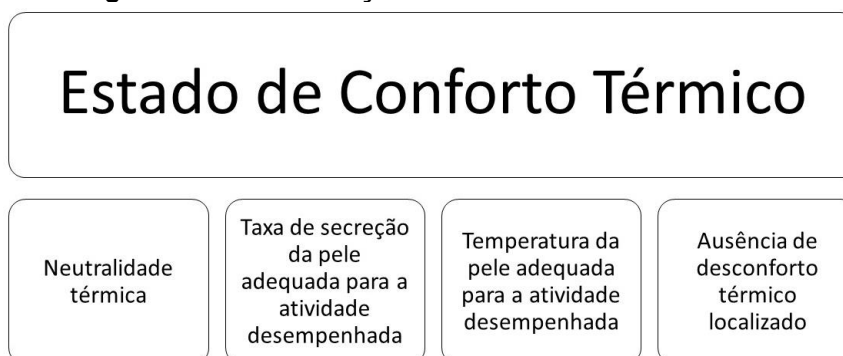 Estado de Conforto Térmico
Neutralidade
térmica
Taxa de secreção
da pele
adequada para a
atividade
desempenhada
Temperatura da
pele adequada
para a atividade
desempenhada
Ausência de
desconforto
térmico
localizado